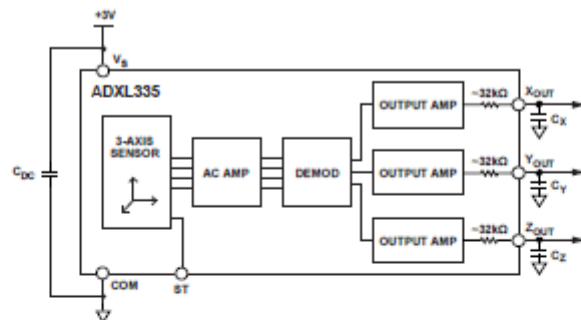 +3V
VS
ADXL335
3-AXIS
SENSOR
AC AMP
DEMOD
OUTPUT AMP
~32kΩ
XOUT
CX
OUTPUT AMP
~32kΩ
YOUT
CY
OUTPUT AMP
~32kΩ
ZOUT
CZ
CDC
COM
ST